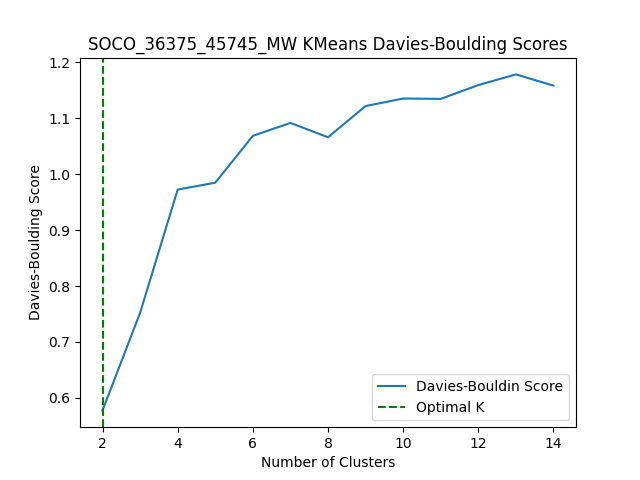 SOCO_36375_45745_MW KMeans Davies-Boulding Scores
1.2
1.1
1.0
0.9
0.8
0.7
0.6
Davies-Boulding Score
Davies-Bouldin Score
Optimal K
2 4 6 8 10 12 14
Number of Clusters